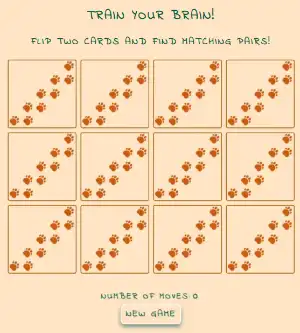 TRAIN YOUR BRAIN!
FLIP TWO CARDS AND FIND MATCHING PAIRS!
NUMBER OF MOVES 0
NEW GAME